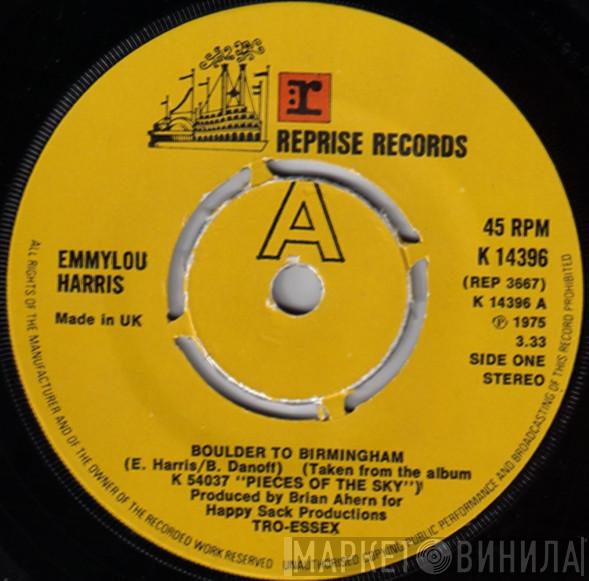 r
REPRISE RECORDS
A
EMMYLOU
HARRIS
Made in UK
45 RPM
K 14396
(REP 3667)
K 14396 A
℗ 1975
3.33
SIDE ONE
STEREO
BOULDER TO BIRMINGHAM
(E. Harris/B. Danoff) (Taken from the album
K 54037 "PIECES OF THE SKY")
Produced by Brian Ahern for
Happy Sack Productions
TRO-ESSEX
ALL RIGHTS OF THE MANUFACTURER AND OF THE OWNER OF THE RECORDED WORK RESERVED
UNAUTHORISED COPYING PUBLIC PERFORMANCE AND BROADCASTING OF THIS RECORD PROHIBITED
МАРКЕТ ВИНИЛА